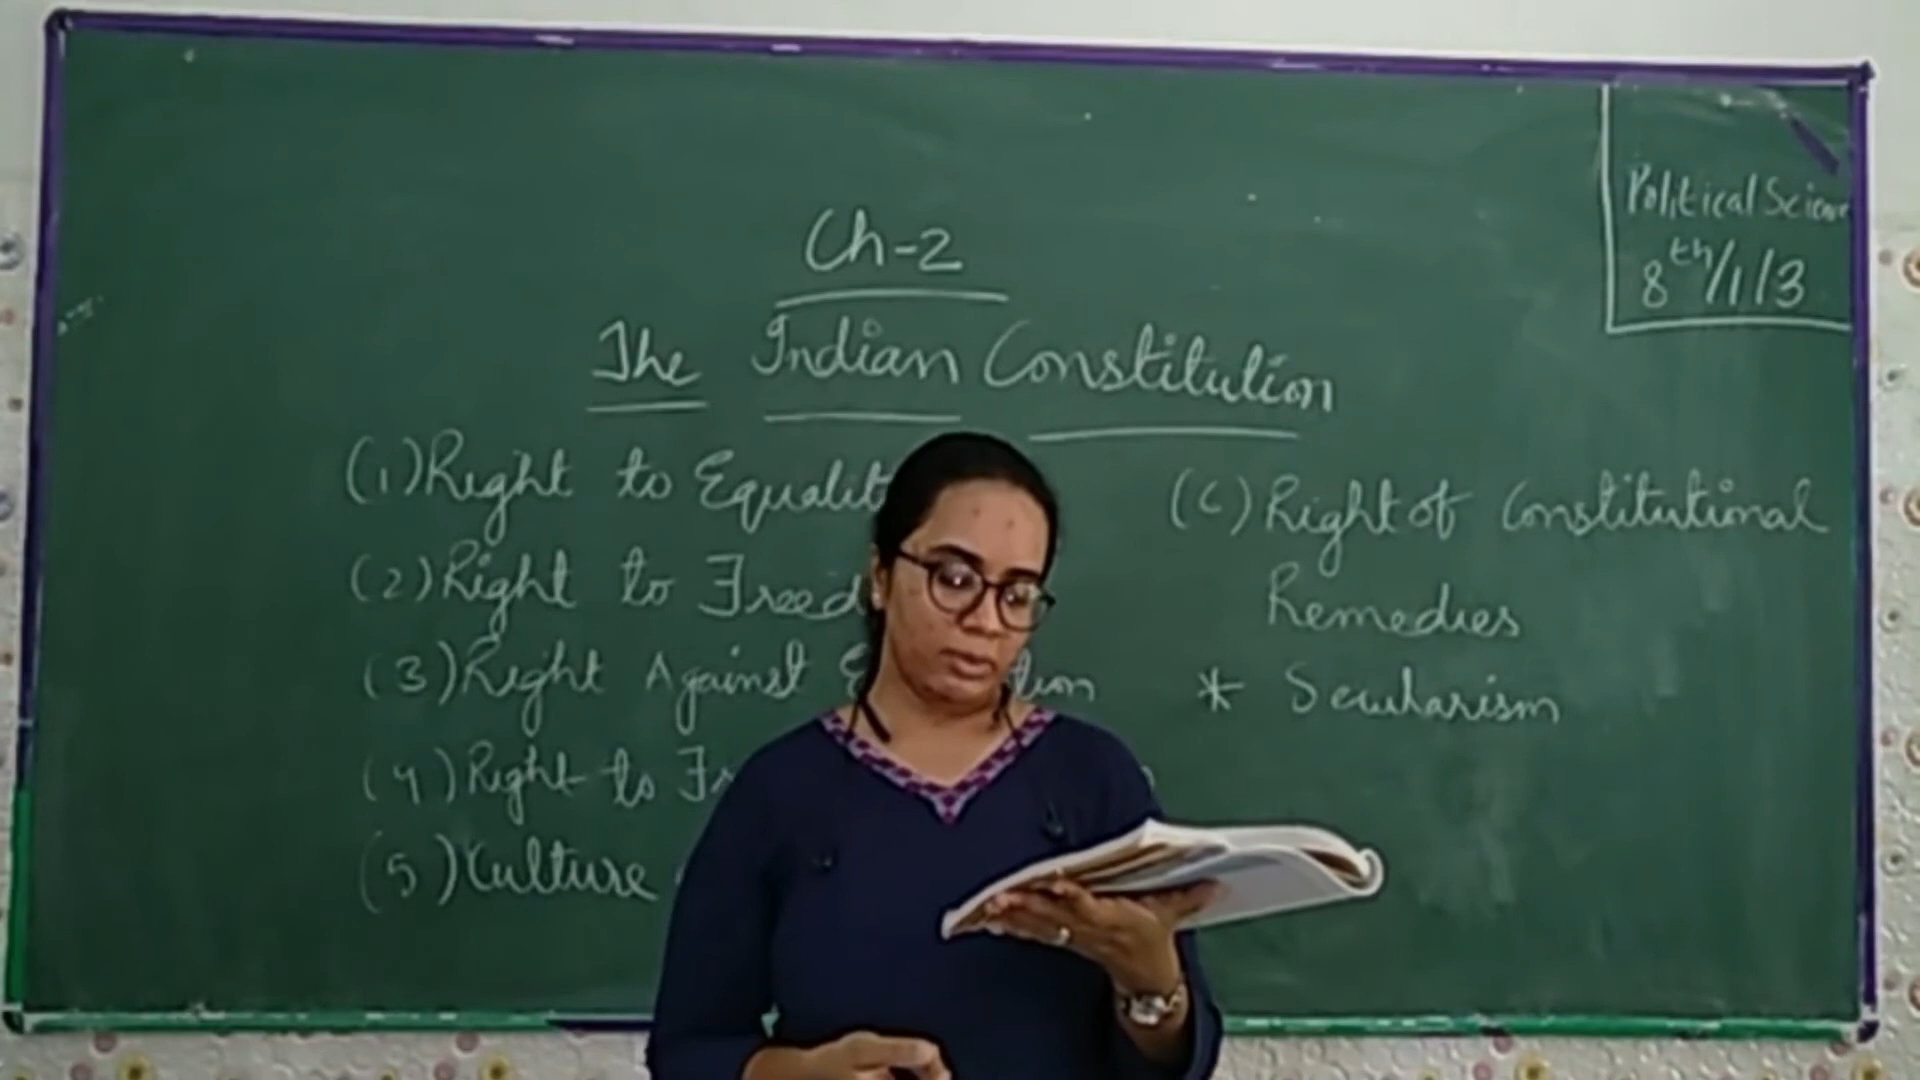 Political Science
8th/1/3
Ch-2
The Indian Constitution
(1) Right to Equalit
(2) Right to Freed
(3) Right Against
(4) Right to
(5) Culture
(6) Right of Constitutional
Remedies
* Secularism